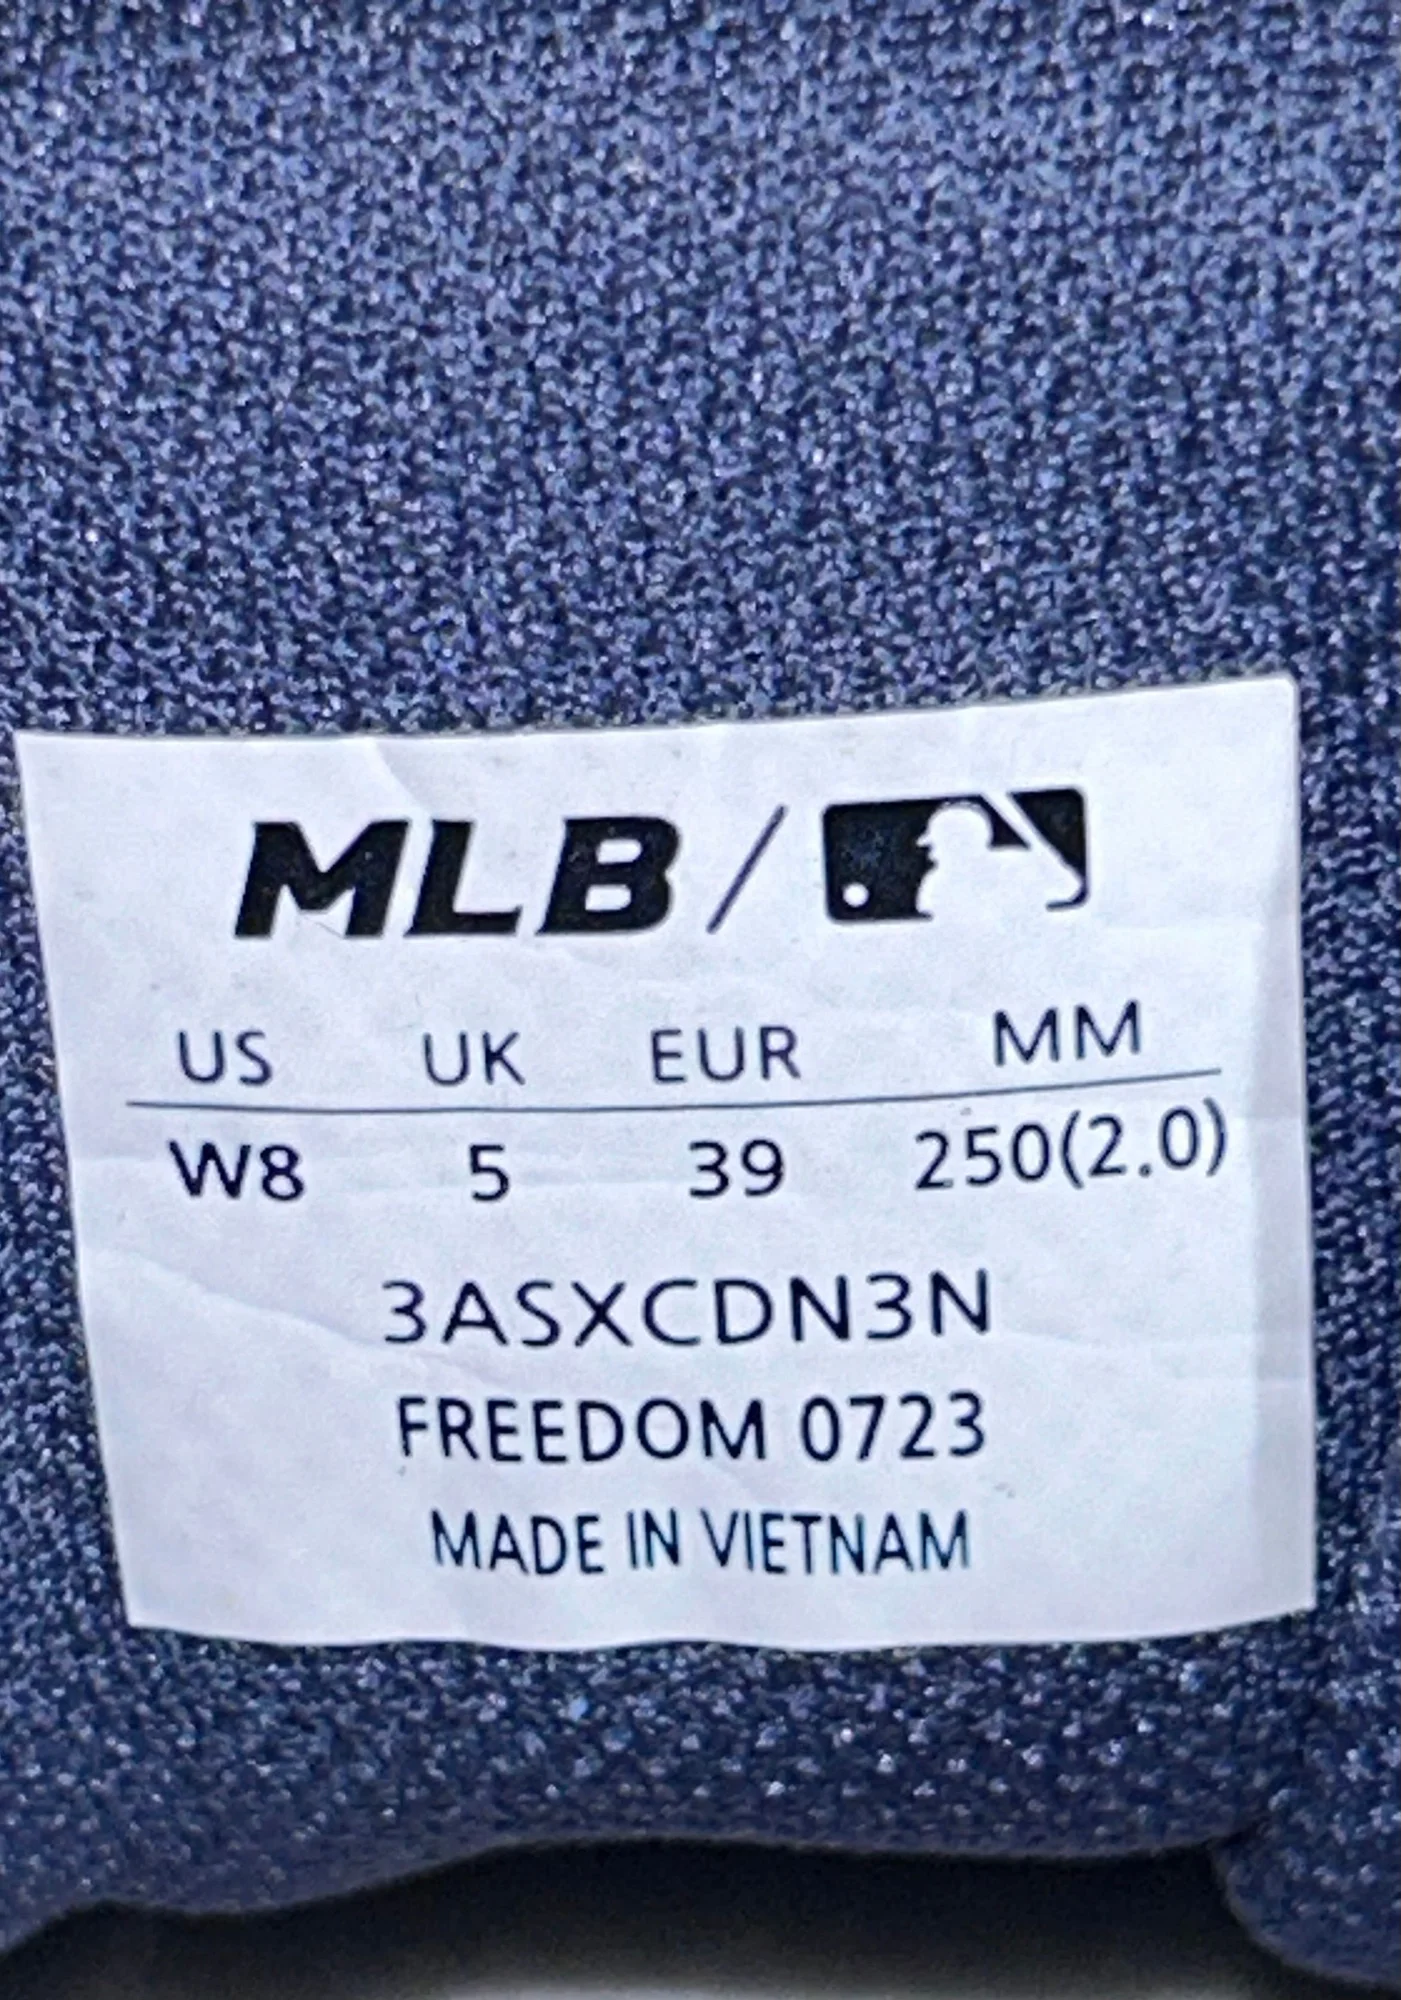 MLB /
US UK EUR MM
W8 5 39 250(2.0)
3ASXCDN3N
FREEDOM 0723
MADE IN VIETNAM